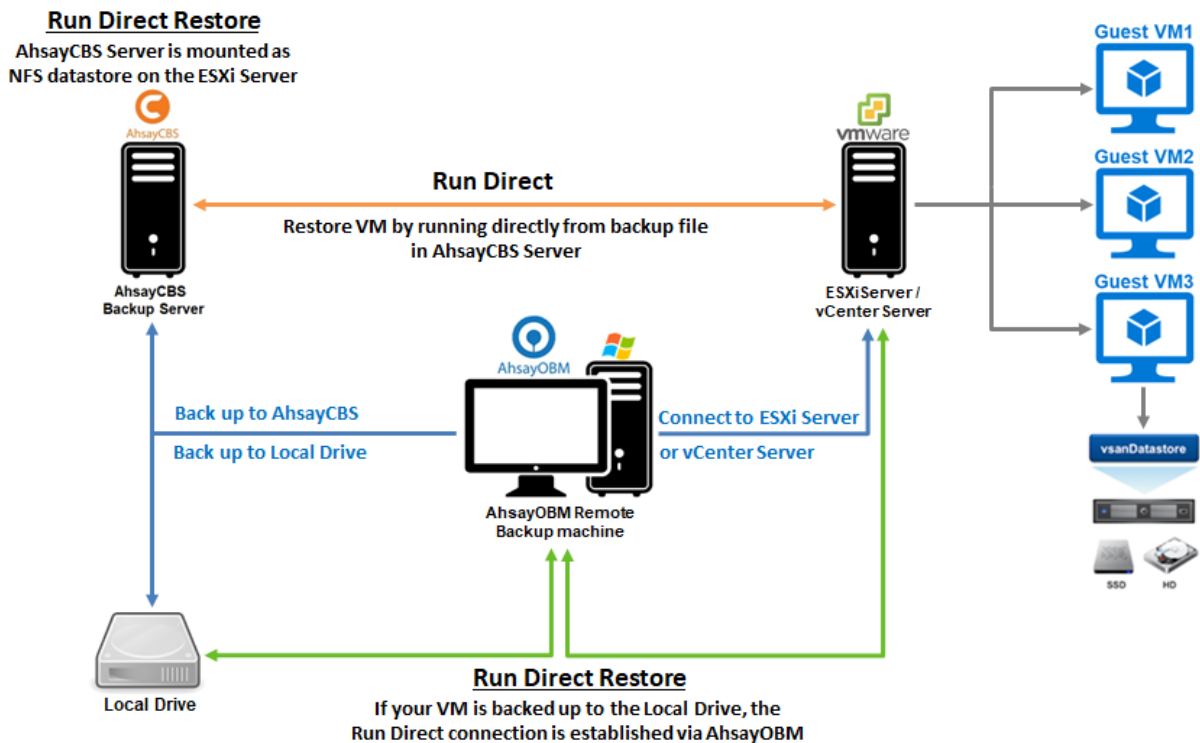 Run Direct Restore
AhsayCBS Server is mounted as
NFS datastore on the ESXi Server
AhsayCBS
AhsayCBS
Backup Server
Run Direct
Restore VM by running directly from backup file
in AhsayCBS Server
vmware
ESXiServer /
vCenter Server
Guest VM1
Guest VM2
Guest VM3
vsanDatastore
SSD
HD
AhsayOBM
Back up to AhsayCBS
Back up to Local Drive
Connect to ESXi Server
or vCenter Server
AhsayOBM Remote
Backup machine
Local Drive
Run Direct Restore
If your VM is backed up to the Local Drive, the
Run Direct connection is established via AhsayOBM